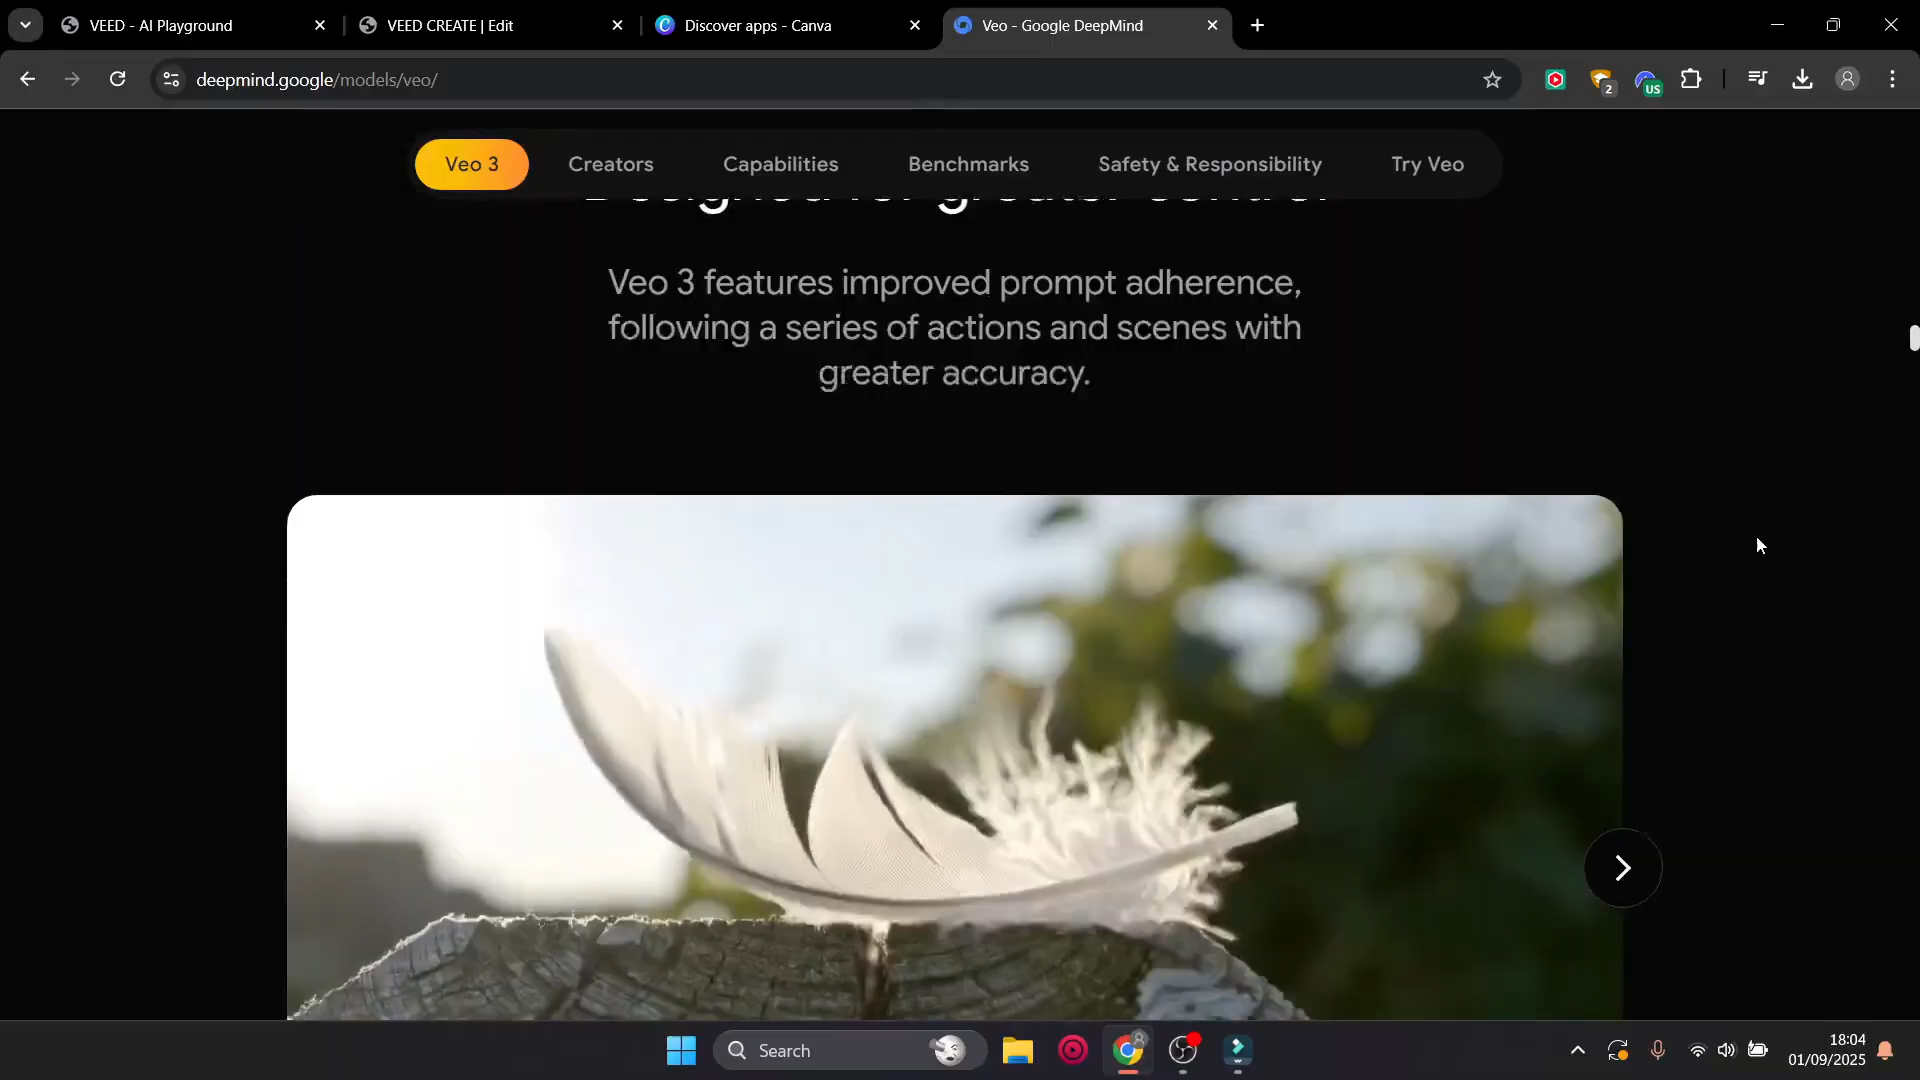 VEED - AI Playground
VEED CREATE | Edit
Discover apps - Canva
Veo - Google DeepMind
deepmind.google/models/veo/
2
US
Veo 3
Creators
Capabilities
Benchmarks
Safety & Responsibility
Try Veo
Designed for greater control
Veo 3 features improved prompt adherence,
following a series of actions and scenes with
greater accuracy.
Search
18:04
01/09/2025